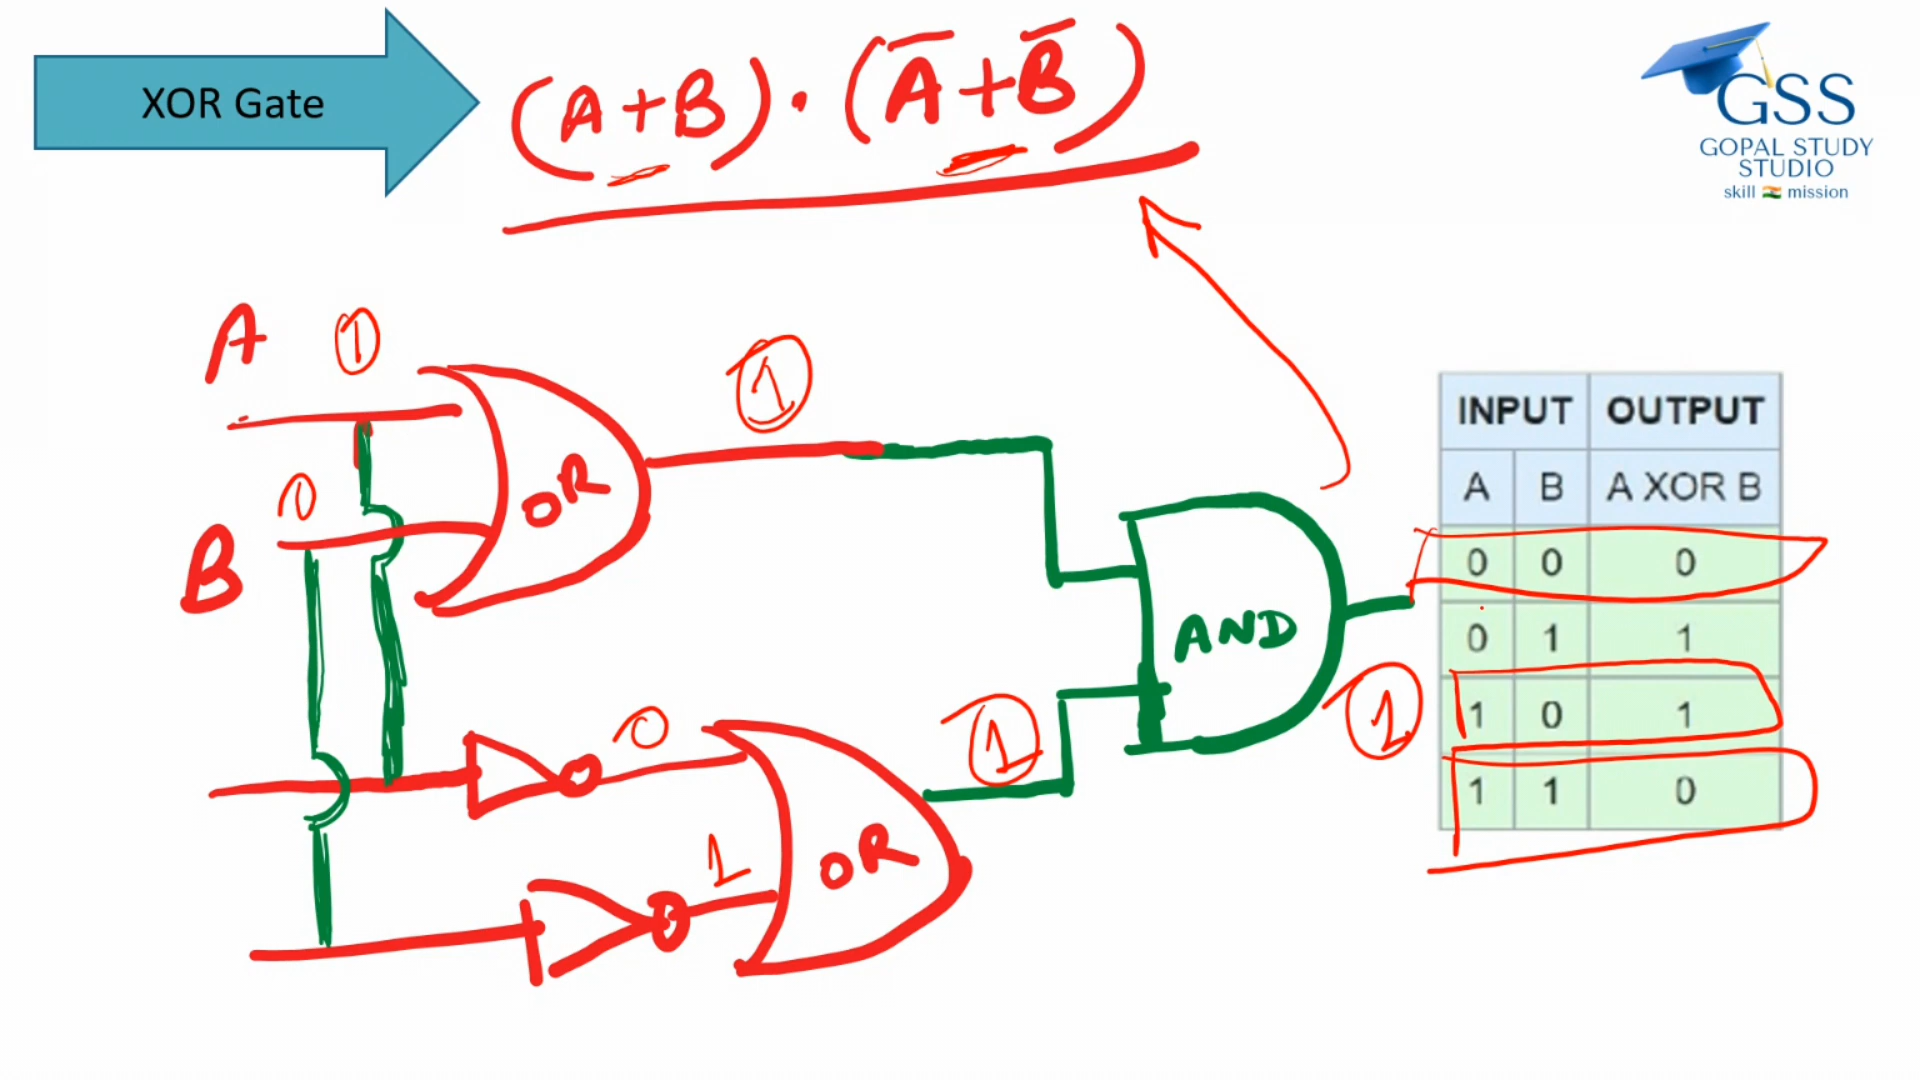 XOR Gate
(A+B)·(A̅+B̅)
GSS
GOPAL STUDY
STUDIO
skill mission
A 1
B 0
OR
1
0
1
OR
1
AND
1
INPUT OUTPUT
A B A XOR B
0 0 0
0 1 1
1 0 1
1 1 0